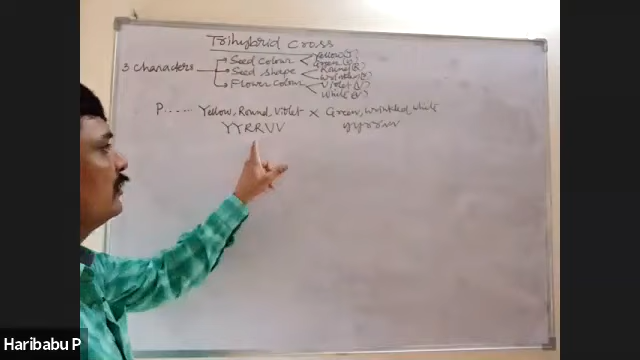 Trihybrid Cross
3 Characters
Seed Colour Yellow(Y) Green(y)
Seed shape Round(R) Wrinkled(r)
Flower Colour Violet(V) White(v)
P...... Yellow, Round, Violet × Green, Wrinkled White
YYRRVV yyrrvv
Haribabu P